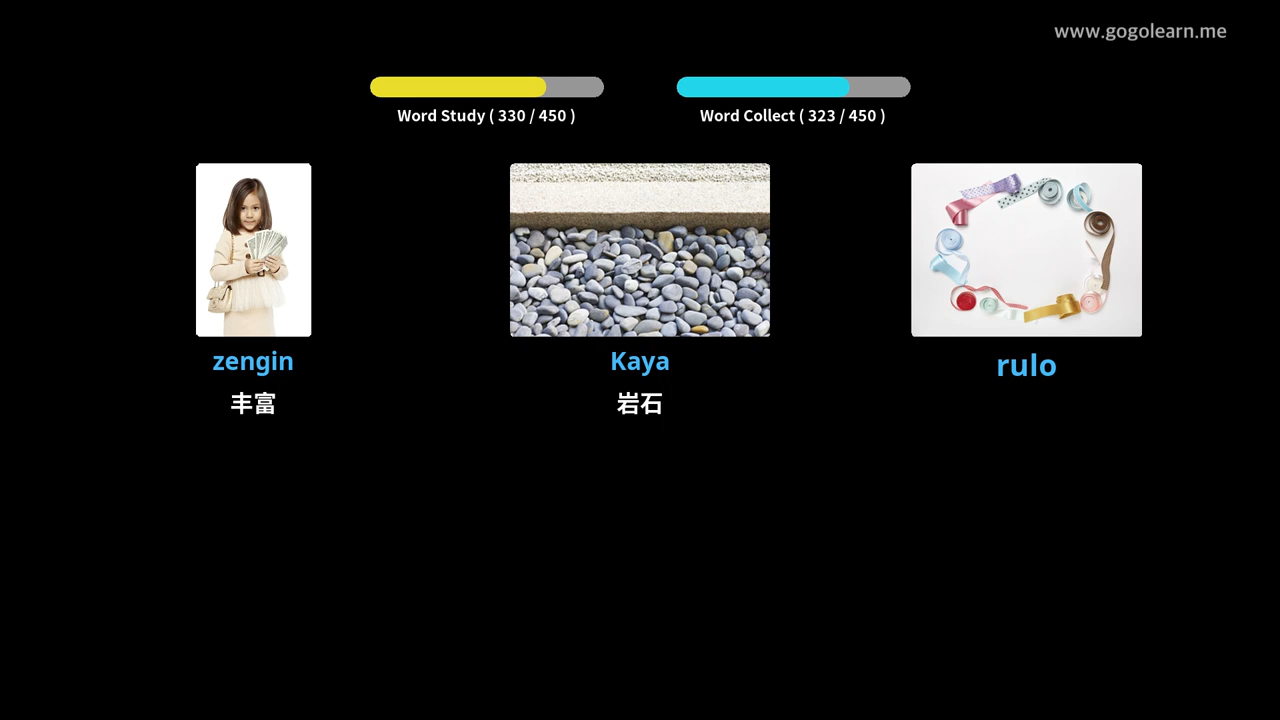 www.gogolearn.me
Word Study ( 330 / 450 )
Word Collect ( 323 / 450 )
zengin
丰富
Kaya
岩石
rulo